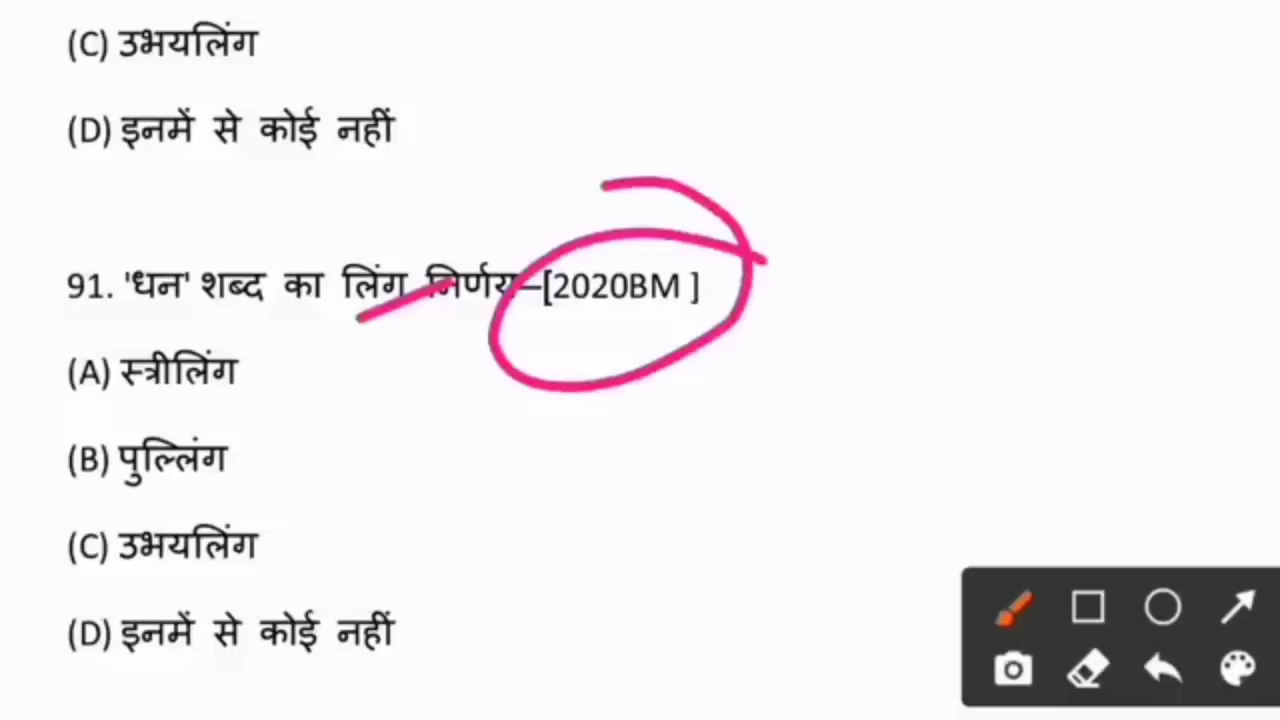 (C) उभयलिंग
(D) इनमें से कोई नहीं
91. 'धन' शब्द का लिंग निर्णय–[2020BM ]
(A) स्त्रीलिंग
(B) पुल्लिंग
(C) उभयलिंग
(D) इनमें से कोई नहीं